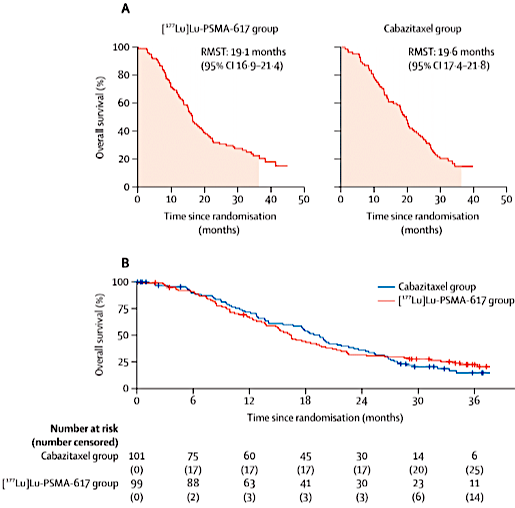 A
[¹⁷⁷Lu]Lu-PSMA-617 group
RMST: 19·1 months
(95% CI 16·9–21·4)
Overall survival (%)
100
80
60
40
20
0
0 10 20 30 40 50
Time since randomisation
(months)
Cabazitaxel group
RMST: 19·6 months
(95% CI 17·4–21·8)
0 10 20 30 40 50
Time since randomisation
(months)
B
Cabazitaxel group
[¹⁷⁷Lu]Lu-PSMA-617 group
Overall survival (%)
100
75
50
25
0
0 6 12 18 24 30 36
Time since randomisation (months)
Number at risk
(number censored)
Cabazitaxel group 101 75 60 45 30 14 6
(0) (17) (17) (17) (17) (20) (25)
[¹⁷⁷Lu]Lu-PSMA-617 group 99 88 63 41 30 23 11
(0) (2) (3) (3) (3) (6) (14)